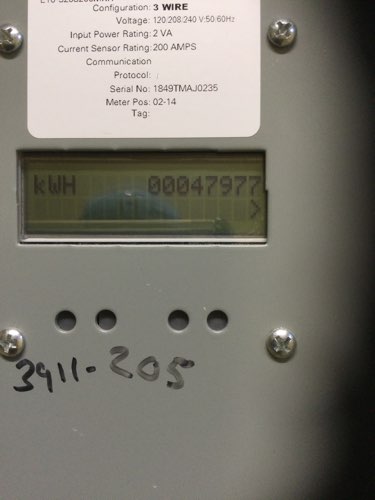 Configuration: 3 WIRE
Voltage: 120:208:240 V:50:60Hz
Input Power Rating: 2 VA
Current Sensor Rating: 200 AMPS
Communication
Protocol:
Serial No: 1849TMAJ0235
Meter Pos: 02-14
Tag:
kWH 00047977
>
3911-205